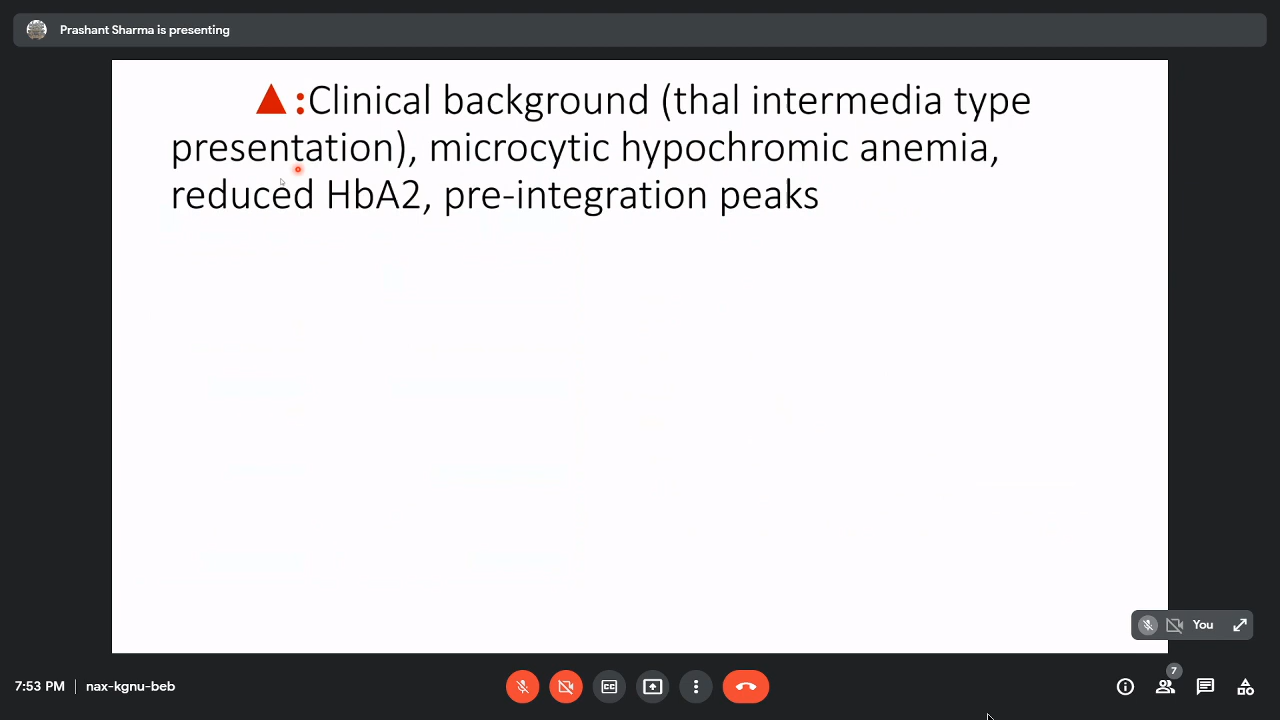 Prashant Sharma is presenting
▲:Clinical background (thal intermedia type
presentation), microcytic hypochromic anemia,
reduced HbA2, pre-integration peaks
You
7:53 PM | nax-kgnu-beb
CC
7